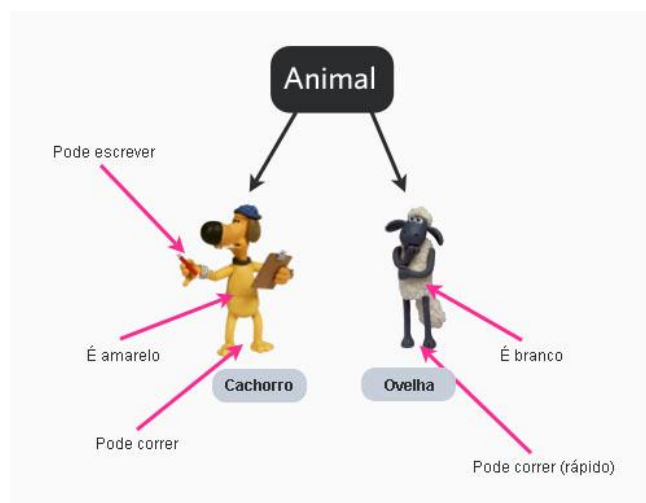 Animal
Pode escrever
É amarelo
É branco
Cachorro
Ovelha
Pode correr
Pode correr (rápido)